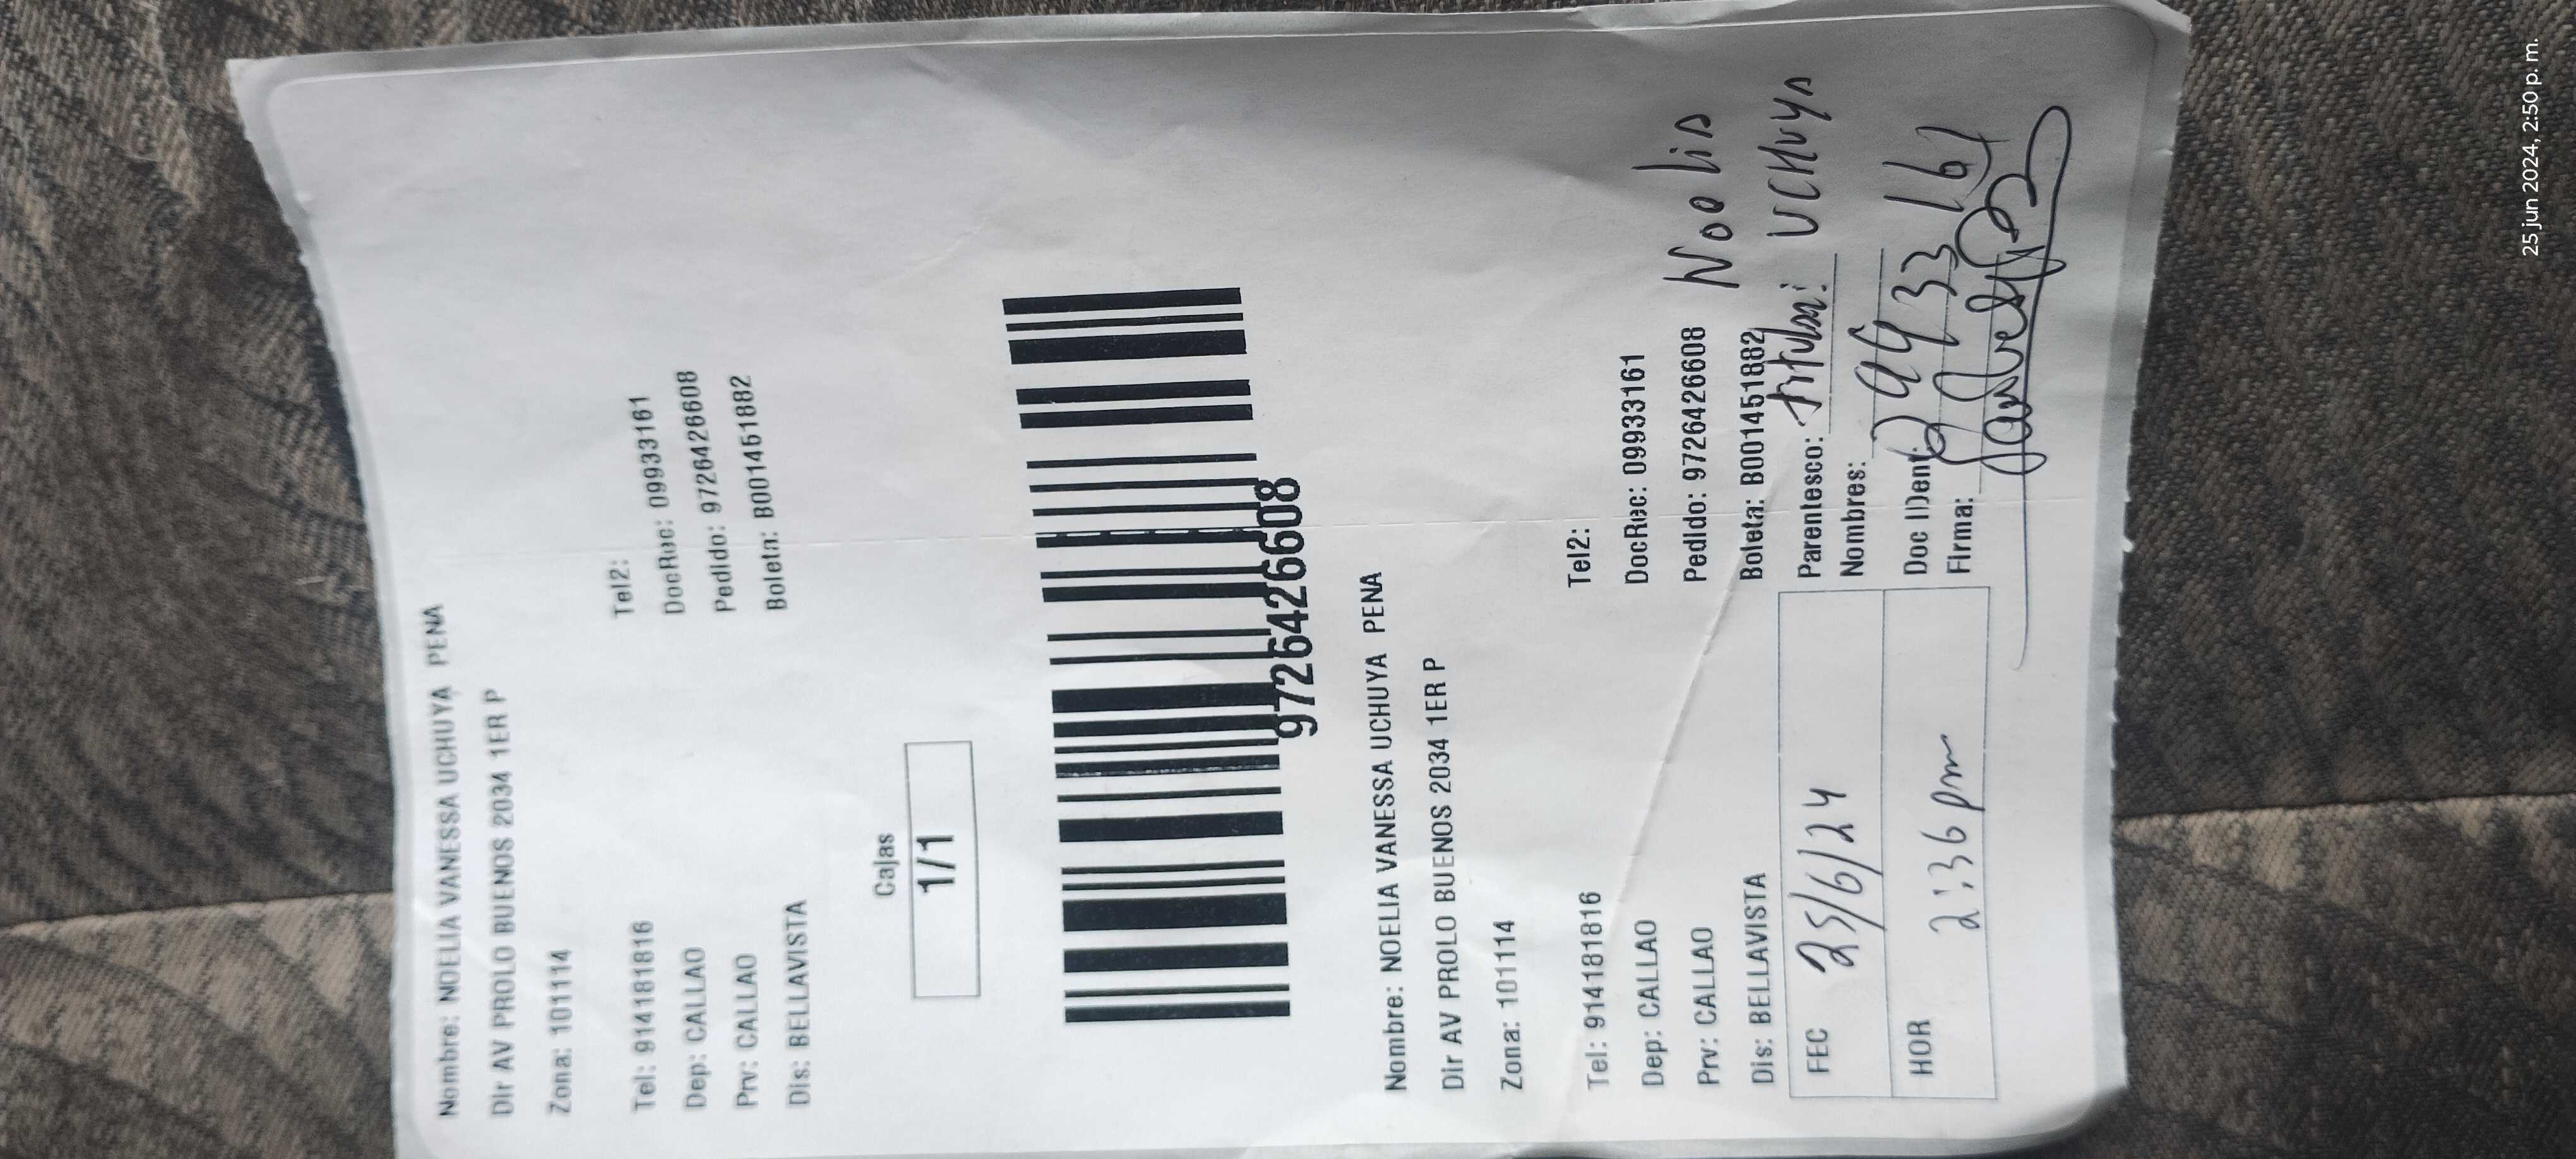 Nombre: NOELIA VANESSA UCHUYA PENA
Dir AV PROLO BUENOS 2034 1ER P
Zona: 101114
Tel: 914181816 Tel2:
Dep: CALLAO DocRec: 09933161
Prv: CALLAO Pedido: 9726426608
Dis: BELLAVISTA Boleta: B001451882
Cajas
1/1
9726426608
Nombre: NOELIA VANESSA UCHUYA PENA
Dir AV PROLO BUENOS 2034 1ER P
Zona: 101114
Tel: 914181816 Tel2:
Dep: CALLAO DocRec: 09933161
Prv: CALLAO Pedido: 9726426608 Noelia
Dis: BELLAVISTA Boleta: B001451882 UCHUYA
FEC 25/6/24 Parentesco: titular
Nombres:
HOR 2:36 pm Doc IDent:
Firma:
25 jun 2024, 2:50 p. m.